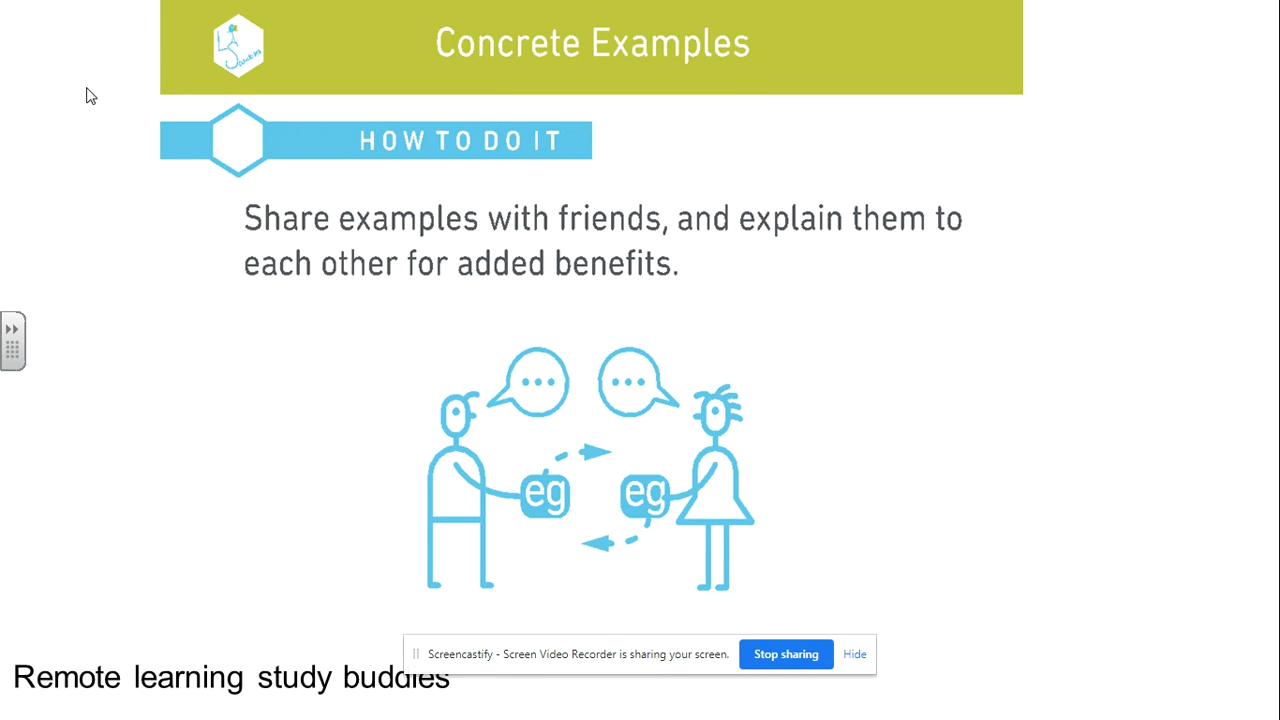 Concrete Examples
HOW TO DO IT
Share examples with friends, and explain them to
each other for added benefits.
eg
eg
Screencastify - Screen Video Recorder is sharing your screen.
Stop sharing
Hide
Remote learning study buddies